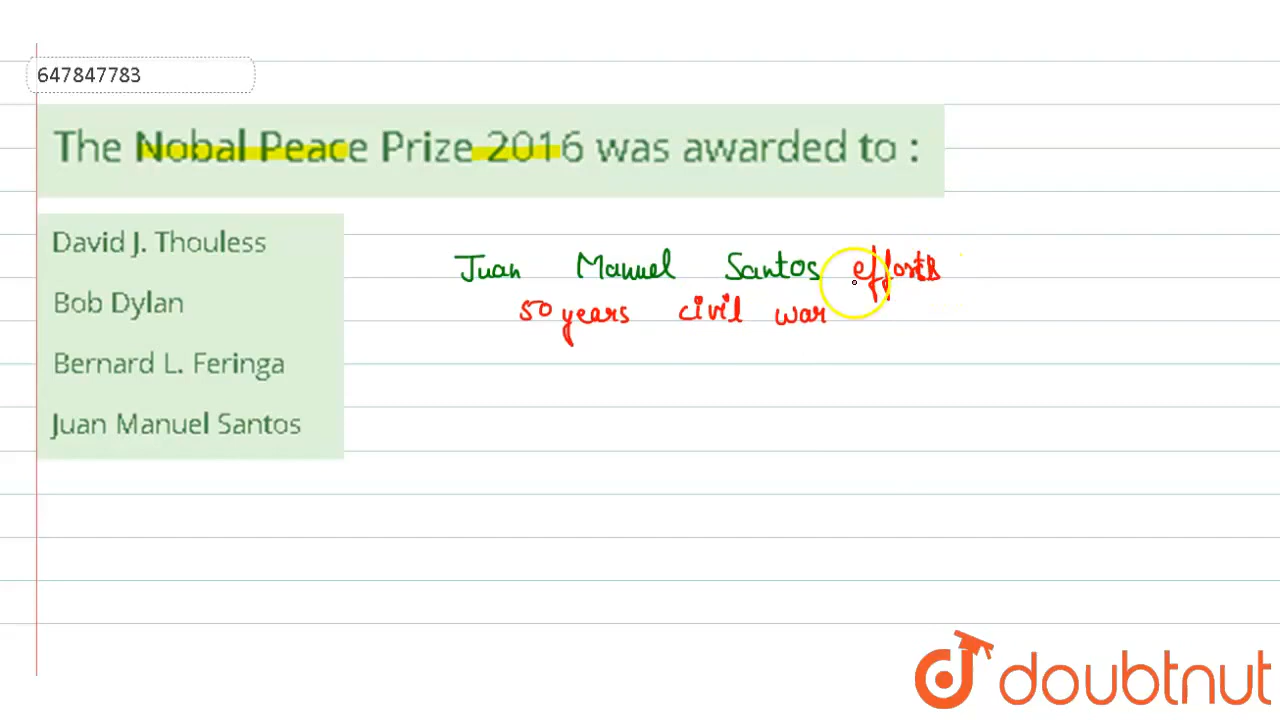 647847783
The Nobal Peace Prize 2016 was awarded to :
David J. Thouless
Bob Dylan
Bernard L. Feringa
Juan Manuel Santos
Juan Manuel Santos efforts
50 years civil war
doubtnut